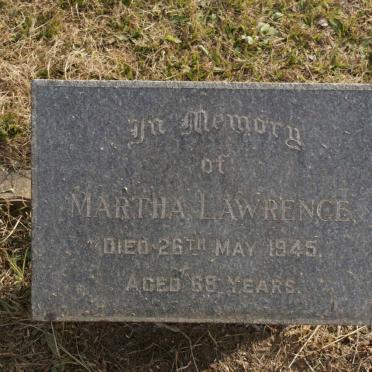 In Memory
of
MARTHA LAWRENCE,
DIED 26TH MAY 1945.
AGED 68 YEARS.